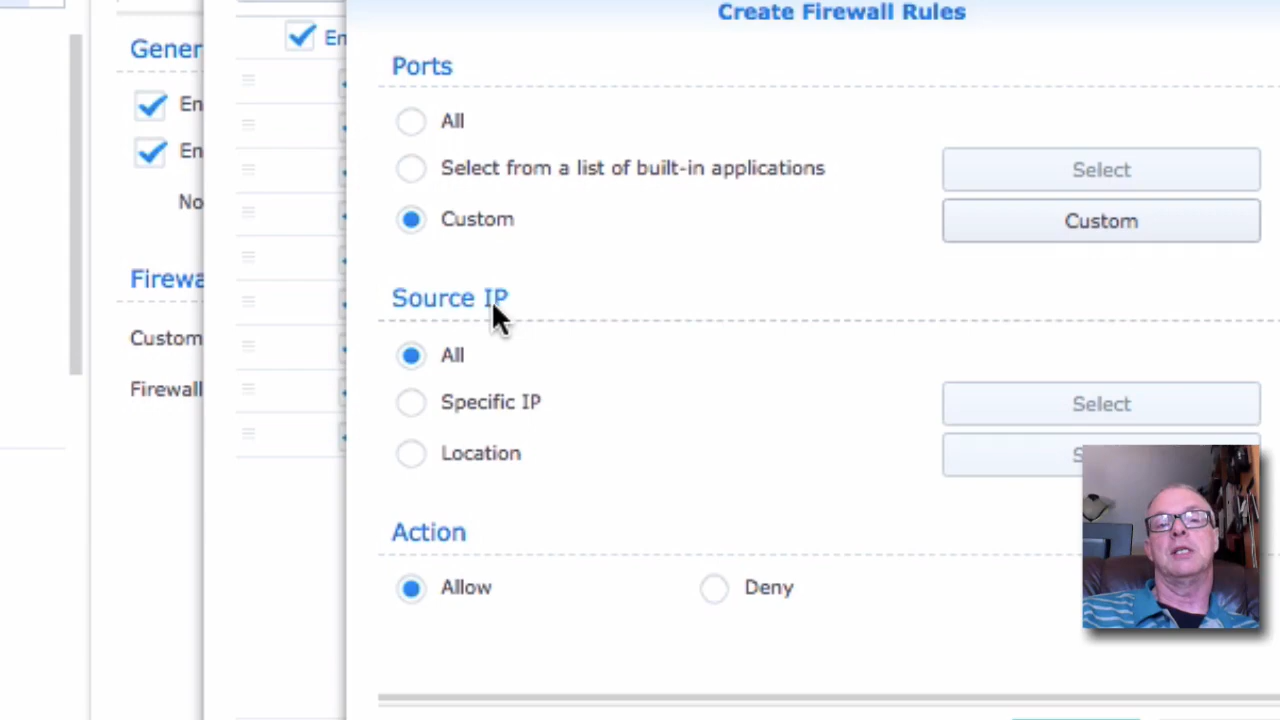 Create Firewall Rules
Ports
All
Select from a list of built-in applications
Select
Custom
Custom
Source IP
All
Specific IP
Select
Location
S
Action
Allow
Deny
Gener
En
En
No
Firewa
Custom
Firewall
En